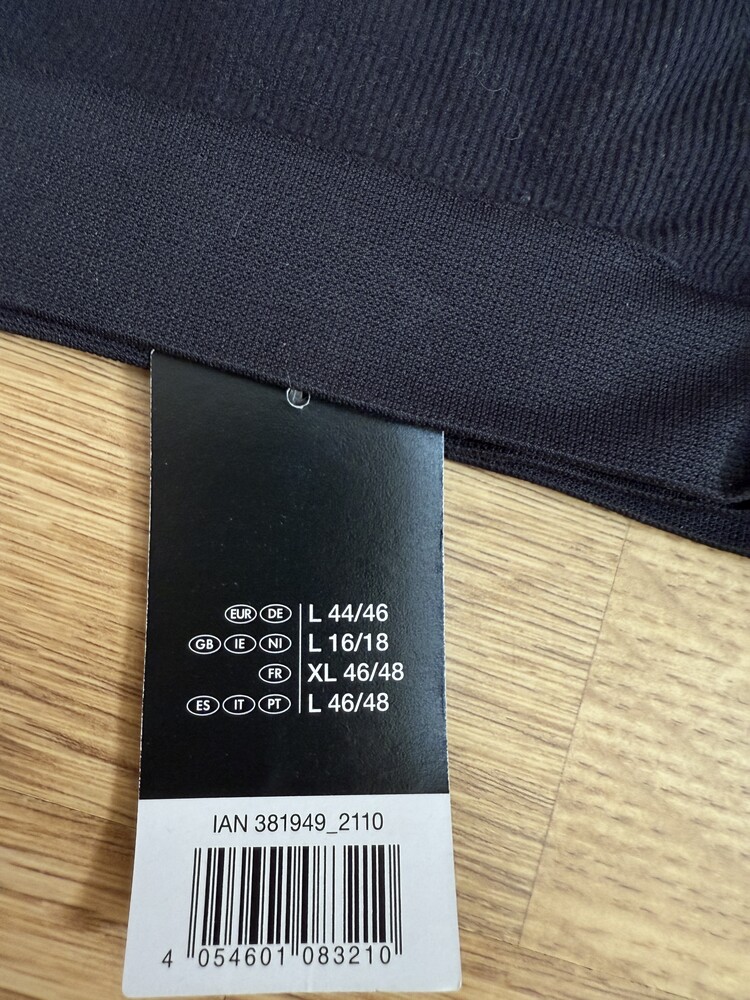 EUR DE L 44/46
GB IE NI L 16/18
FR XL 46/48
ES IT PT L 46/48
IAN 381949_2110
4 054601 083210